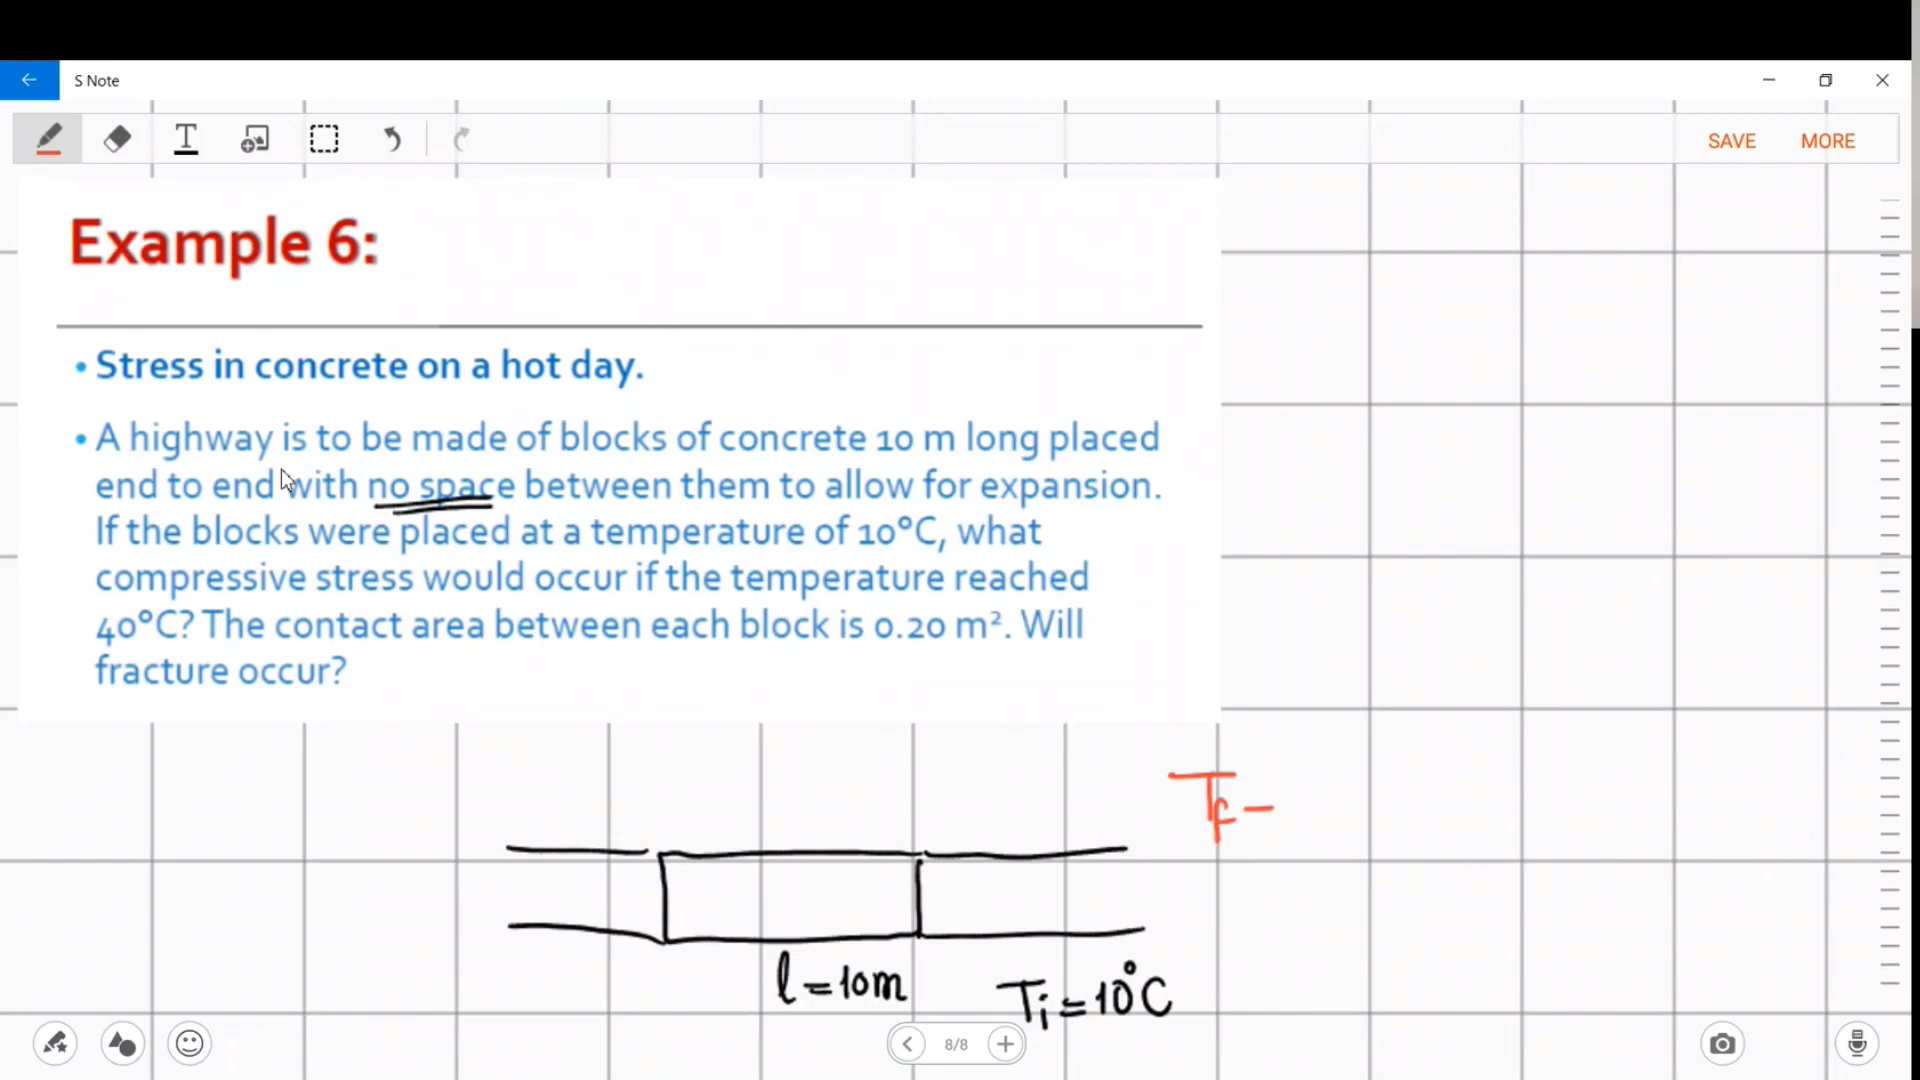 S Note
T
SAVE
MORE
Example 6:
• Stress in concrete on a hot day.
• A highway is to be made of blocks of concrete 10 m long placed
end to end with no space between them to allow for expansion.
If the blocks were placed at a temperature of 10°C, what
compressive stress would occur if the temperature reached
40°C? The contact area between each block is 0.20 m². Will
fracture occur?
Tf -
l = 10m
Ti = 10°C
8/8